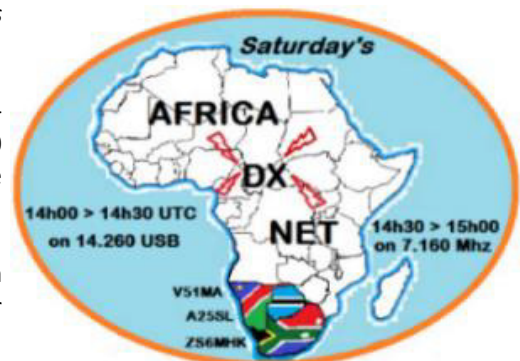 Saturday's
AFRICA
DX
NET
14h00 > 14h30 UTC
on 14.260 USB
14h30 > 15h00
on 7.160 Mhz
V51MA
A25SL
ZS6MHK